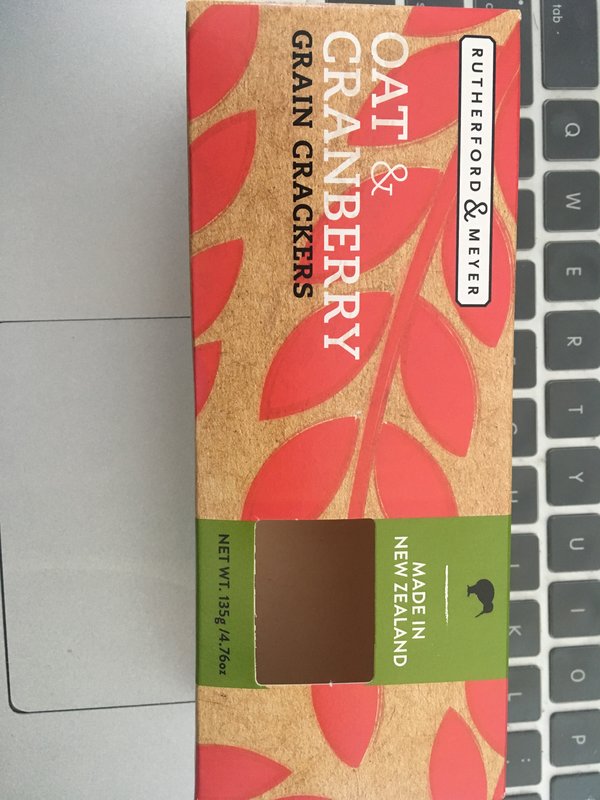 RUTHERFORD & MEYER
OAT &
CRANBERRY
GRAIN CRACKERS
MADE IN
NEW ZEALAND
NET WT. 135g /4.76oz
tab
Q
W
E
R
T
Y
U
I
O
P
K
L